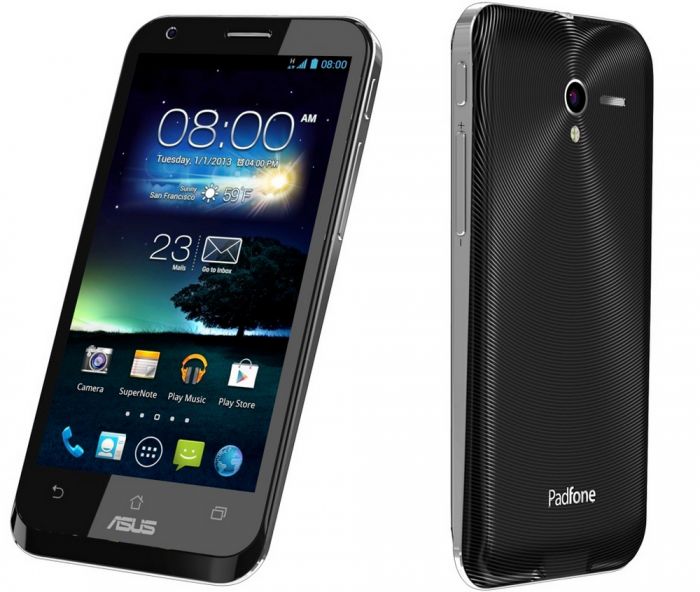 H 08:00
08:00 AM
Tuesday, 1/1/2013 04:00 PM
Sunny
San Francisco 59°F
23
Mails Go to Inbox
Camera SuperNote Play Music Play Store
ASUS
Padfone